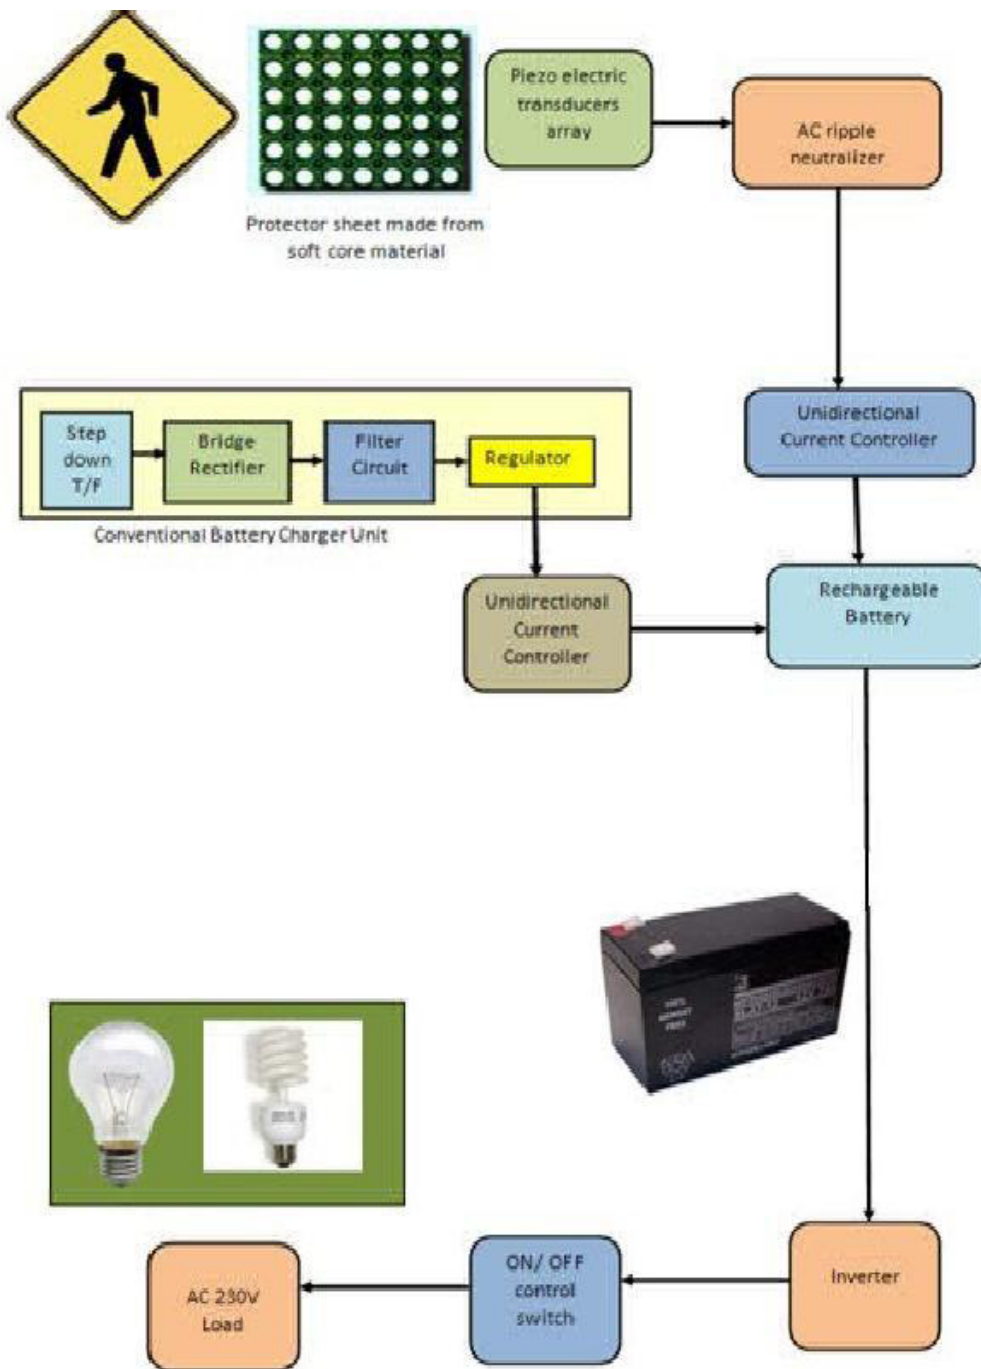 Piezo electric
transducers
array
AC ripple
neutralizer
Protector sheet made from
soft core material
Unidirectional
Current Controller
Step
down
T/F
Bridge
Rectifier
Filter
Circuit
Regulator
Conventional Battery Charger Unit
Unidirectional
Current
Controller
Rechargeable
Battery
Inverter
ON/ OFF
control
switch
AC 230V
Load